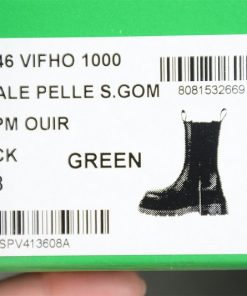 46 VIFHO 1000
ALE PELLE S.GOM
8081532669
PM OUIR
CK
GREEN
SPV413608A